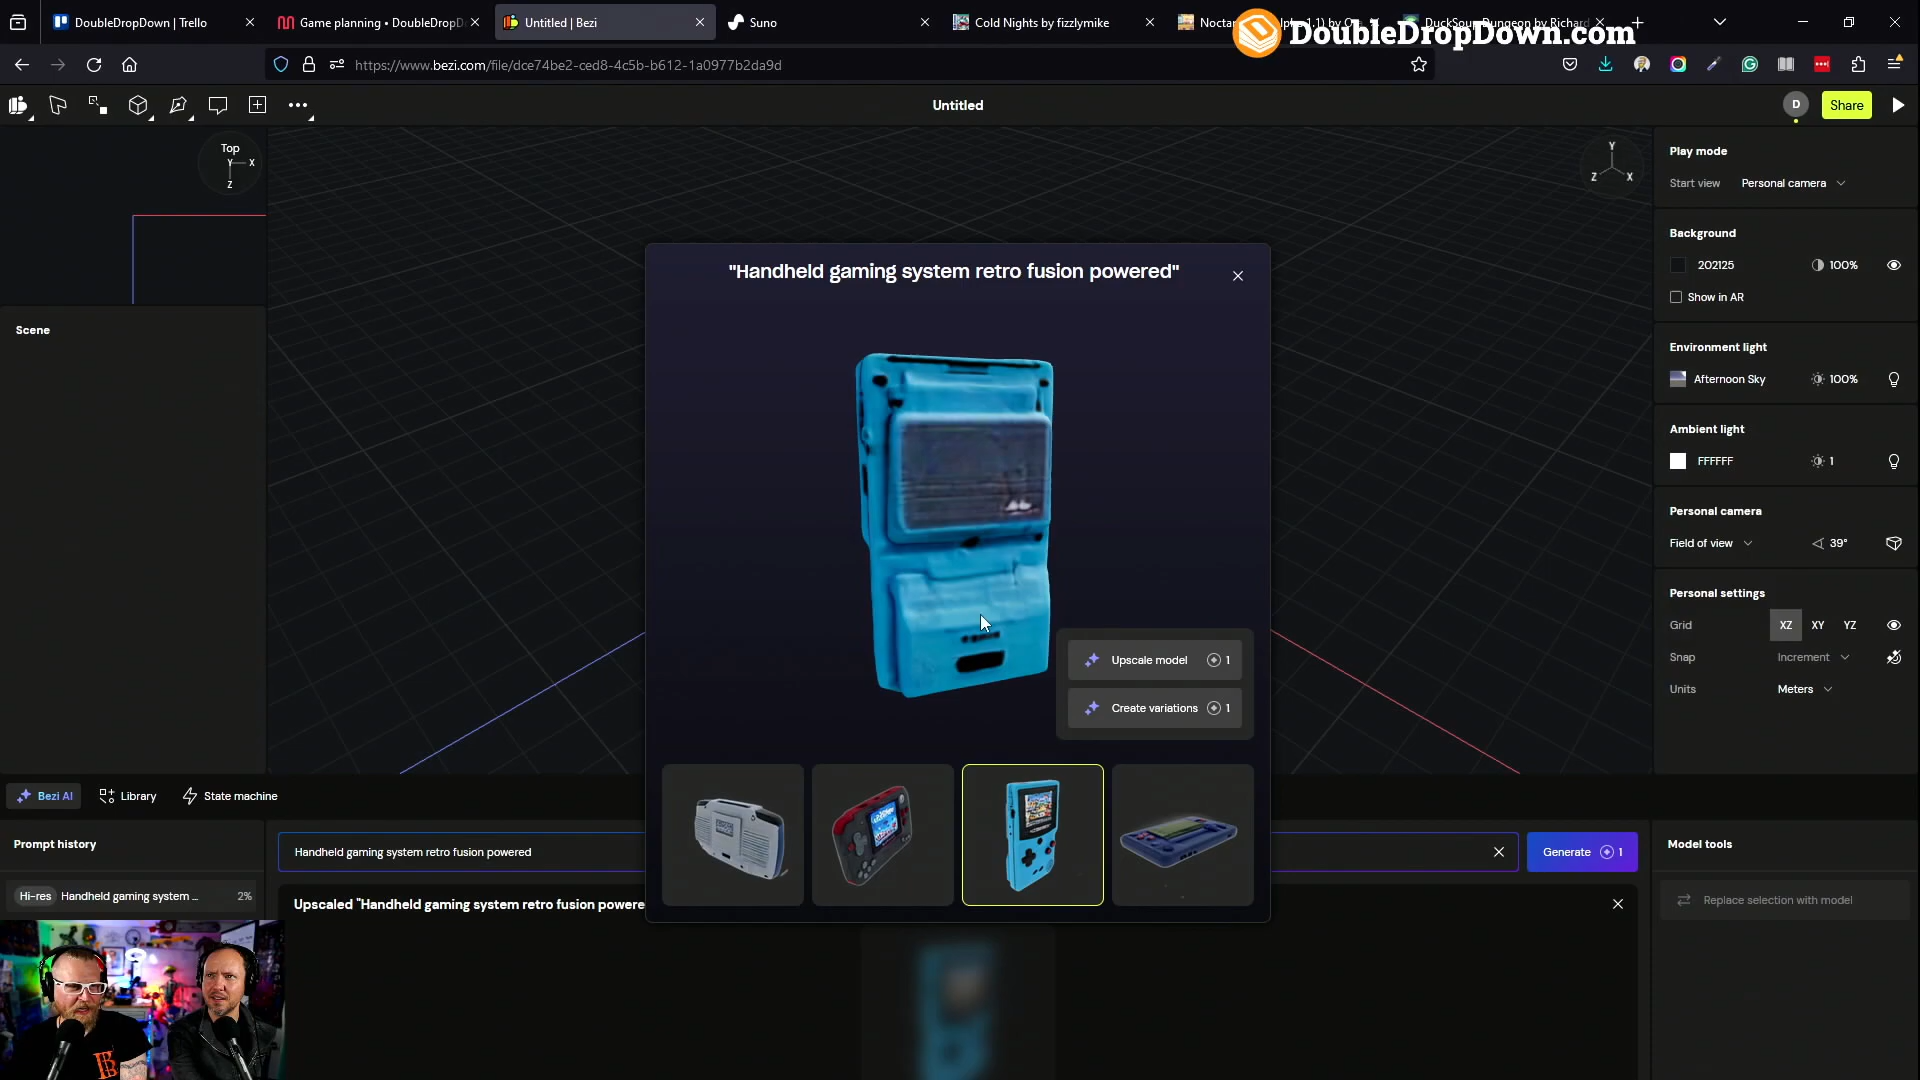 DoubleDropDown | Trello
Game planning • DoubleDropD
Untitled | Bezi
Suno
Cold Nights by fizzlymike
DuckSoup Dungeon by Richard
DoubleDropDown.com
https://www.bezi.com/file/dce74be2-ced8-4c5b-b612-1a0977b2da9d
Untitled
D
Share
Top
Y
X
Z
Y
Z
X
Scene
"Handheld gaming system retro fusion powered"
Upscale model 1
Create variations 1
Play mode
Start view Personal camera
Background
202125 100%
Show in AR
Environment light
Afternoon Sky 100%
Ambient light
FFFFFF 1
Personal camera
Field of view 39°
Personal settings
Grid XZ XY YZ
Snap Increment
Units Meters
Bezi AI Library State machine
Prompt history
Hi-res Handheld gaming system ... 2%
Handheld gaming system retro fusion powered
Generate 1
Upscaled "Handheld gaming system retro fusion powere
Model tools
Replace selection with model